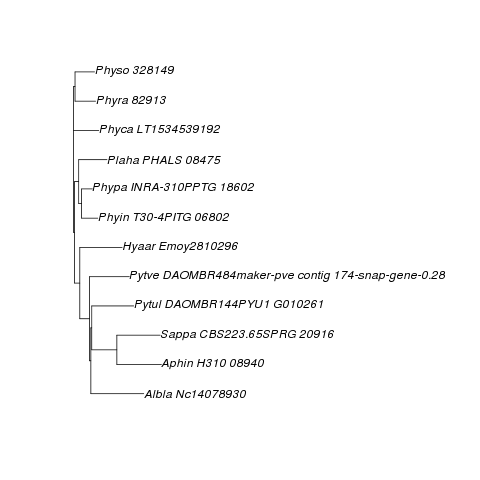 Physo 328149
Phyra 82913
Phyca LT1534539192
Plaha PHALS 08475
Phypa INRA-310PPTG 18602
Phyin T30-4PITG 06802
Hyaar Emoy2810296
Pytve DAOMBR484maker-pve contig 174-snap-gene-0.28
Pytul DAOMBR144PYU1 G010261
Sappa CBS223.65SPRG 20916
Aphin H310 08940
Albla Nc14078930